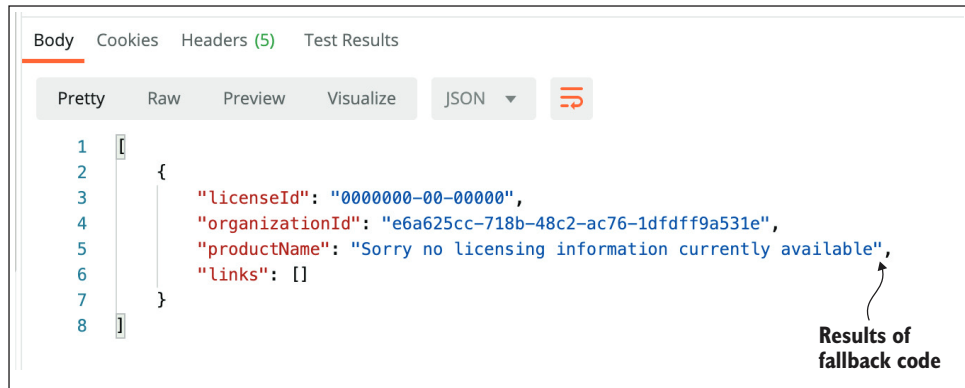 Body Cookies Headers (5) Test Results
Pretty Raw Preview Visualize JSON
1 [
2 {
3 "licenseId": "0000000-00-00000",
4 "organizationId": "e6a625cc-718b-48c2-ac76-1dfdff9a531e",
5 "productName": "Sorry no licensing information currently available",
6 "links": []
7 }
8 ]
Results of
fallback code